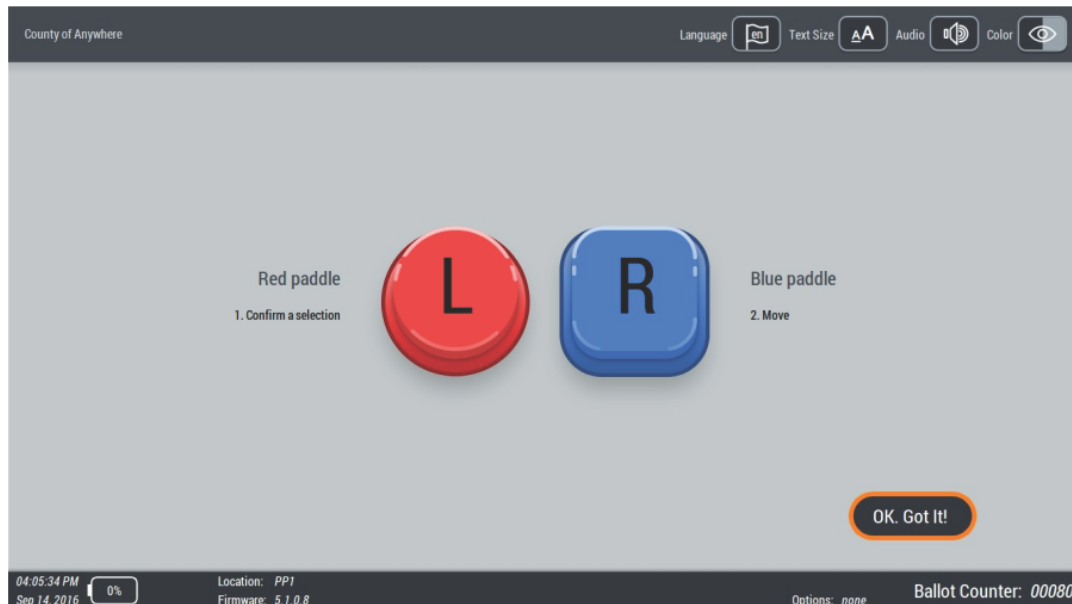 County of Anywhere
Language en Text Size AA Audio Color
L R
Red paddle
1. Confirm a selection
Blue paddle
2. Move
OK. Got It!
04:05:34 PM
Sep 14, 2016
0%
Location: PP1
Firmware: 5.1.0.8
Options: none
Ballot Counter: 00080